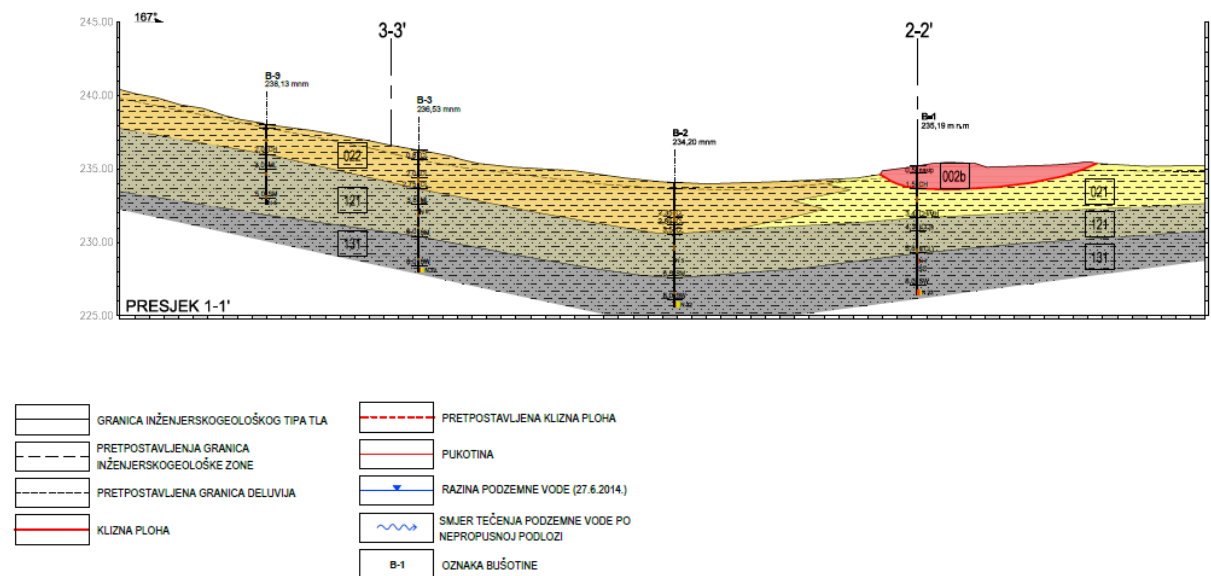 245.00
167°
3-3'
2-2'
B-9
238,13 mnm
240.00
B-3
236,53 mnm
B-1
235,19 m n.m
B-2
234,20 mnm
235.00
022
002b
021
121
121
230.00
131
131
PRESJEK 1-1'
225.00
GRANICA INŽENJERSKOGEOLOŠKOG TIPA TLA
PRETPOSTAVLJENA GRANICA
INŽENJERSKOGEOLOŠKE ZONE
PRETPOSTAVLJENA GRANICA DELUVIJA
KLIZNA PLOHA
PRETPOSTAVLJENA KLIZNA PLOHA
PUKOTINA
RAZINA PODZEMNE VODE (27.6.2014.)
SMJER TEČENJA PODZEMNE VODE PO
NEPROPUSNOJ PODLOZI
B-1
OZNAKA BUŠOTINE